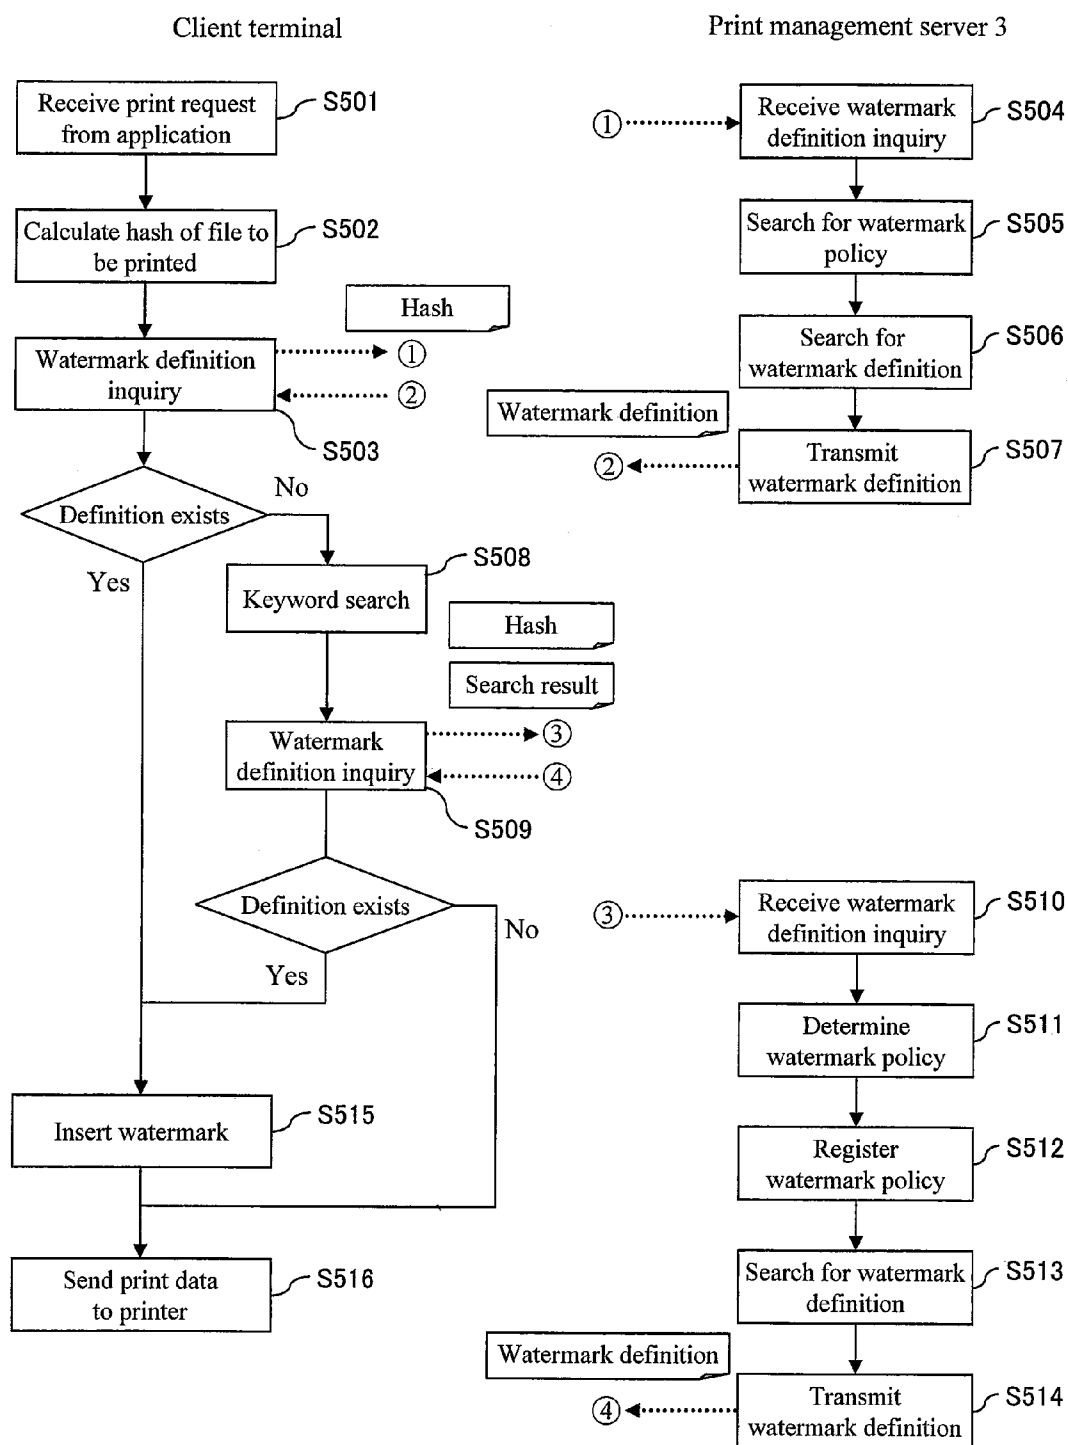 Client terminal
Receive print request
from application
S501
Calculate hash of file to
be printed
S502
Hash
Watermark definition
inquiry
①
②
S503
Definition exists
No
Yes
S508
Keyword search
Hash
Search result
Watermark
definition inquiry
③
④
S509
Definition exists
No
Yes
Insert watermark
S515
Send print data
to printer
S516
Print management server 3
①
Receive watermark
definition inquiry
S504
Search for watermark
policy
S505
Search for
watermark definition
S506
Watermark definition
②
Transmit
watermark definition
S507
③
Receive watermark
definition inquiry
S510
Determine
watermark policy
S511
Register
watermark policy
S512
Search for watermark
definition
S513
Watermark definition
④
Transmit
watermark definition
S514